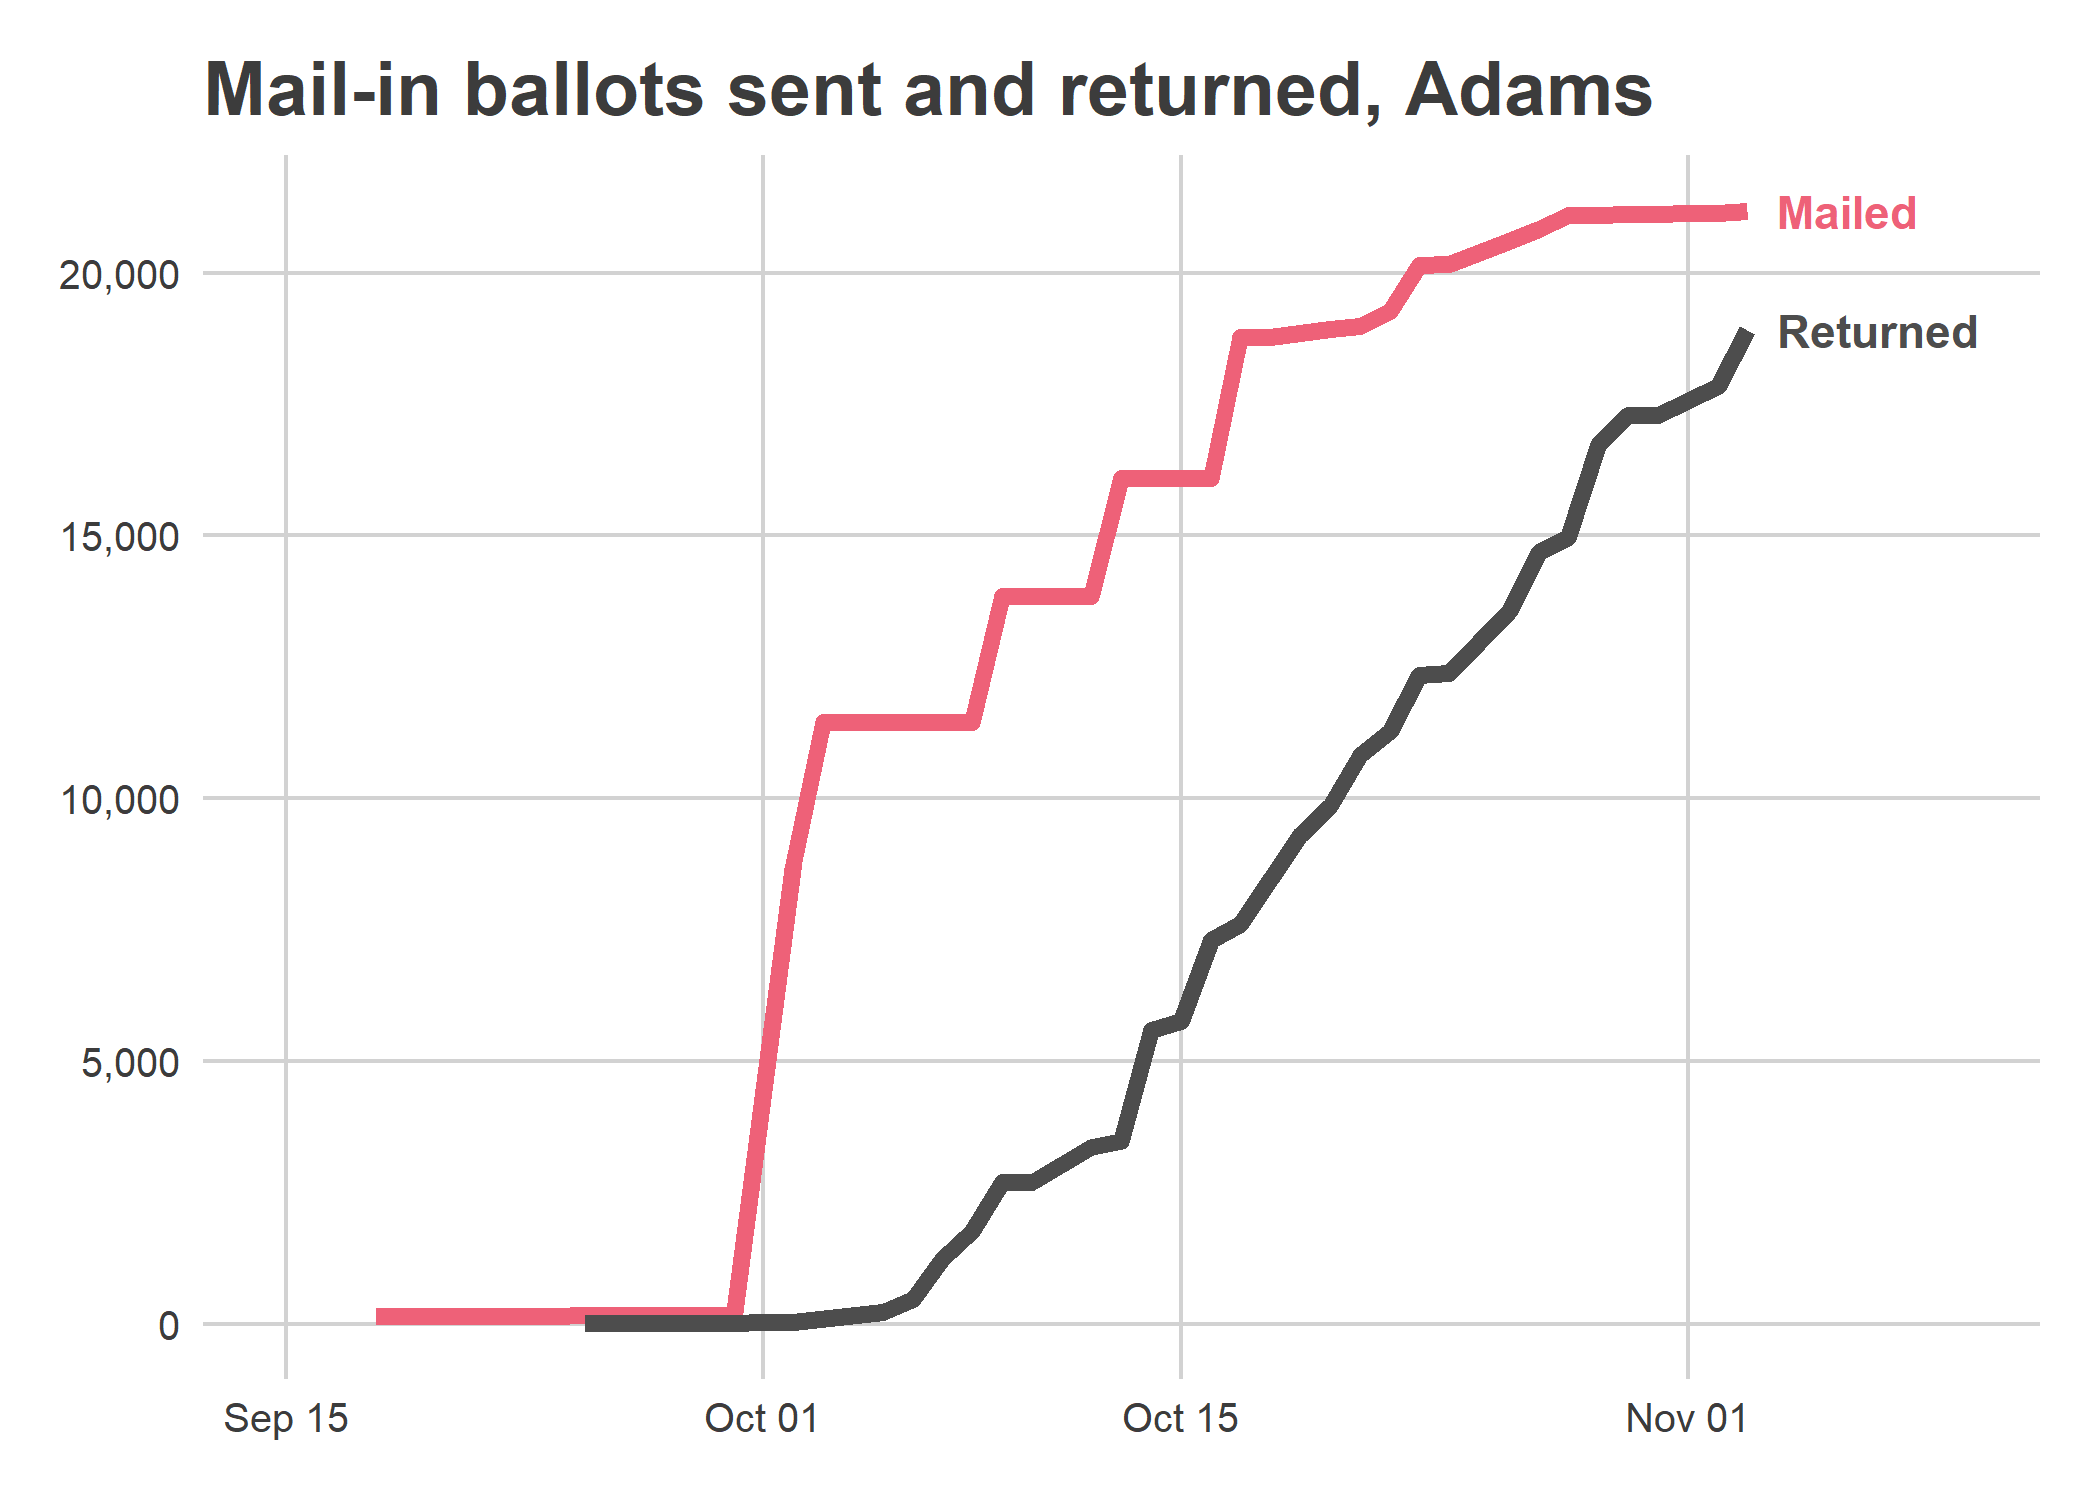 Mail-in ballots sent and returned, Adams
Mailed
20,000
Returned
15,000
10,000
5,000
0
Sep 15
Oct 01
Oct 15
Nov 01